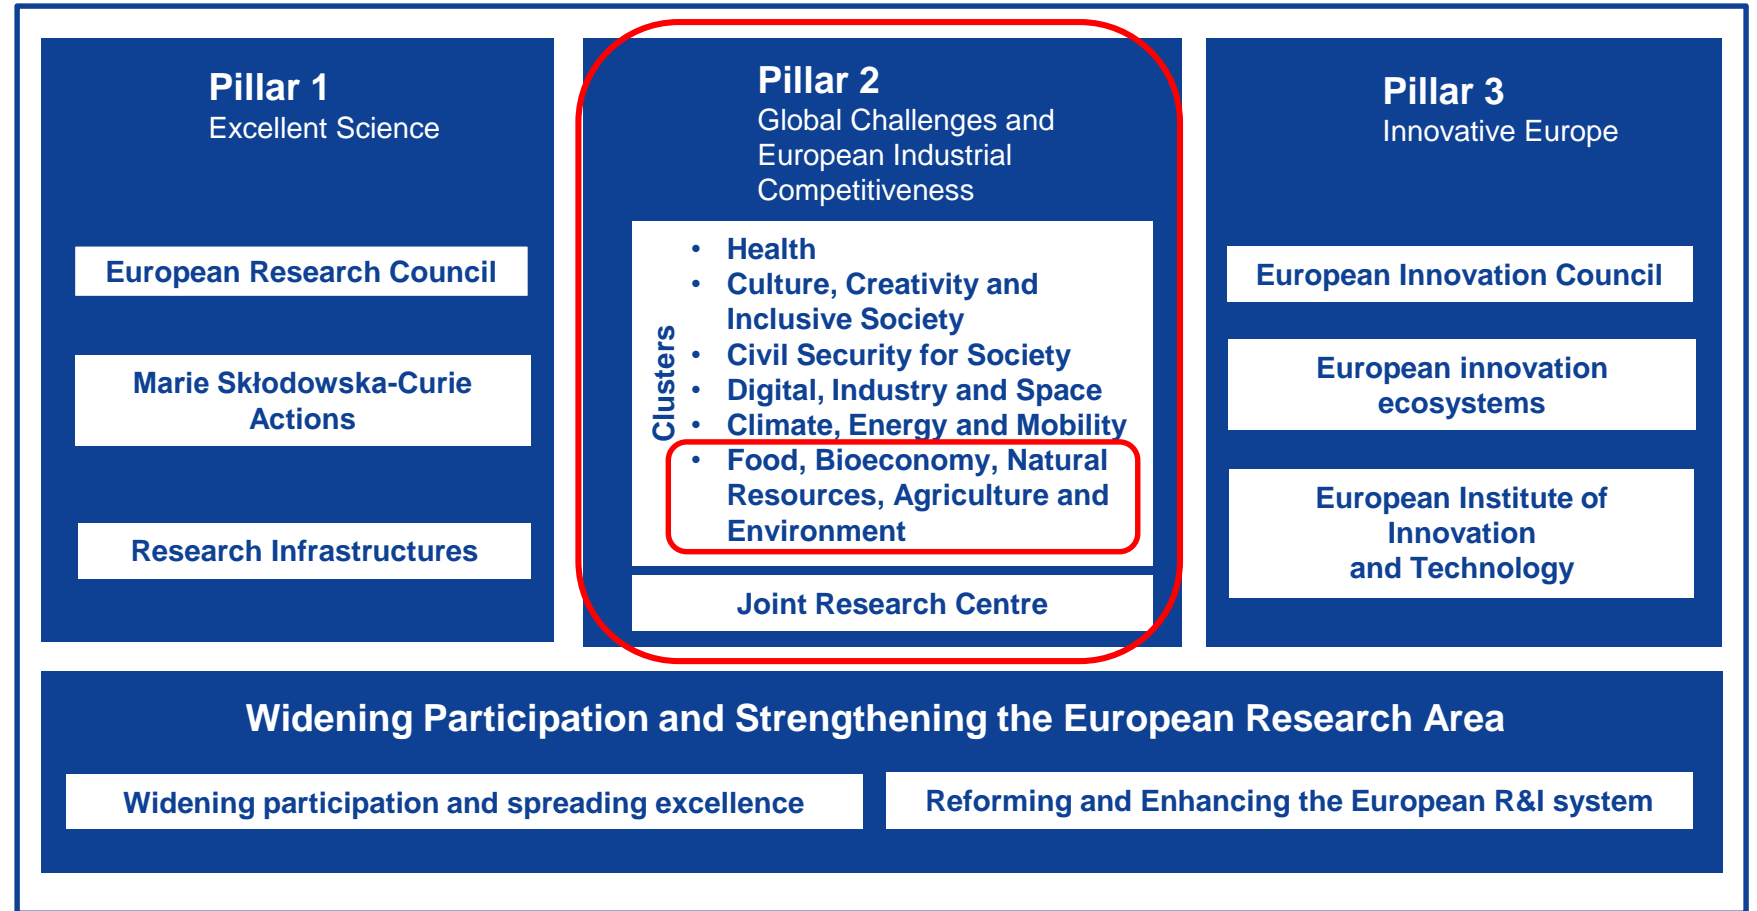 Pillar 1
Excellent Science
European Research Council
Marie Skłodowska-Curie
Actions
Research Infrastructures
Pillar 2
Global Challenges and
European Industrial
Competitiveness
Clusters
• Health
• Culture, Creativity and
Inclusive Society
• Civil Security for Society
• Digital, Industry and Space
• Climate, Energy and Mobility
• Food, Bioeconomy, Natural
Resources, Agriculture and
Environment
Joint Research Centre
Pillar 3
Innovative Europe
European Innovation Council
European innovation
ecosystems
European Institute of
Innovation
and Technology
Widening Participation and Strengthening the European Research Area
Widening participation and spreading excellence
Reforming and Enhancing the European R&I system